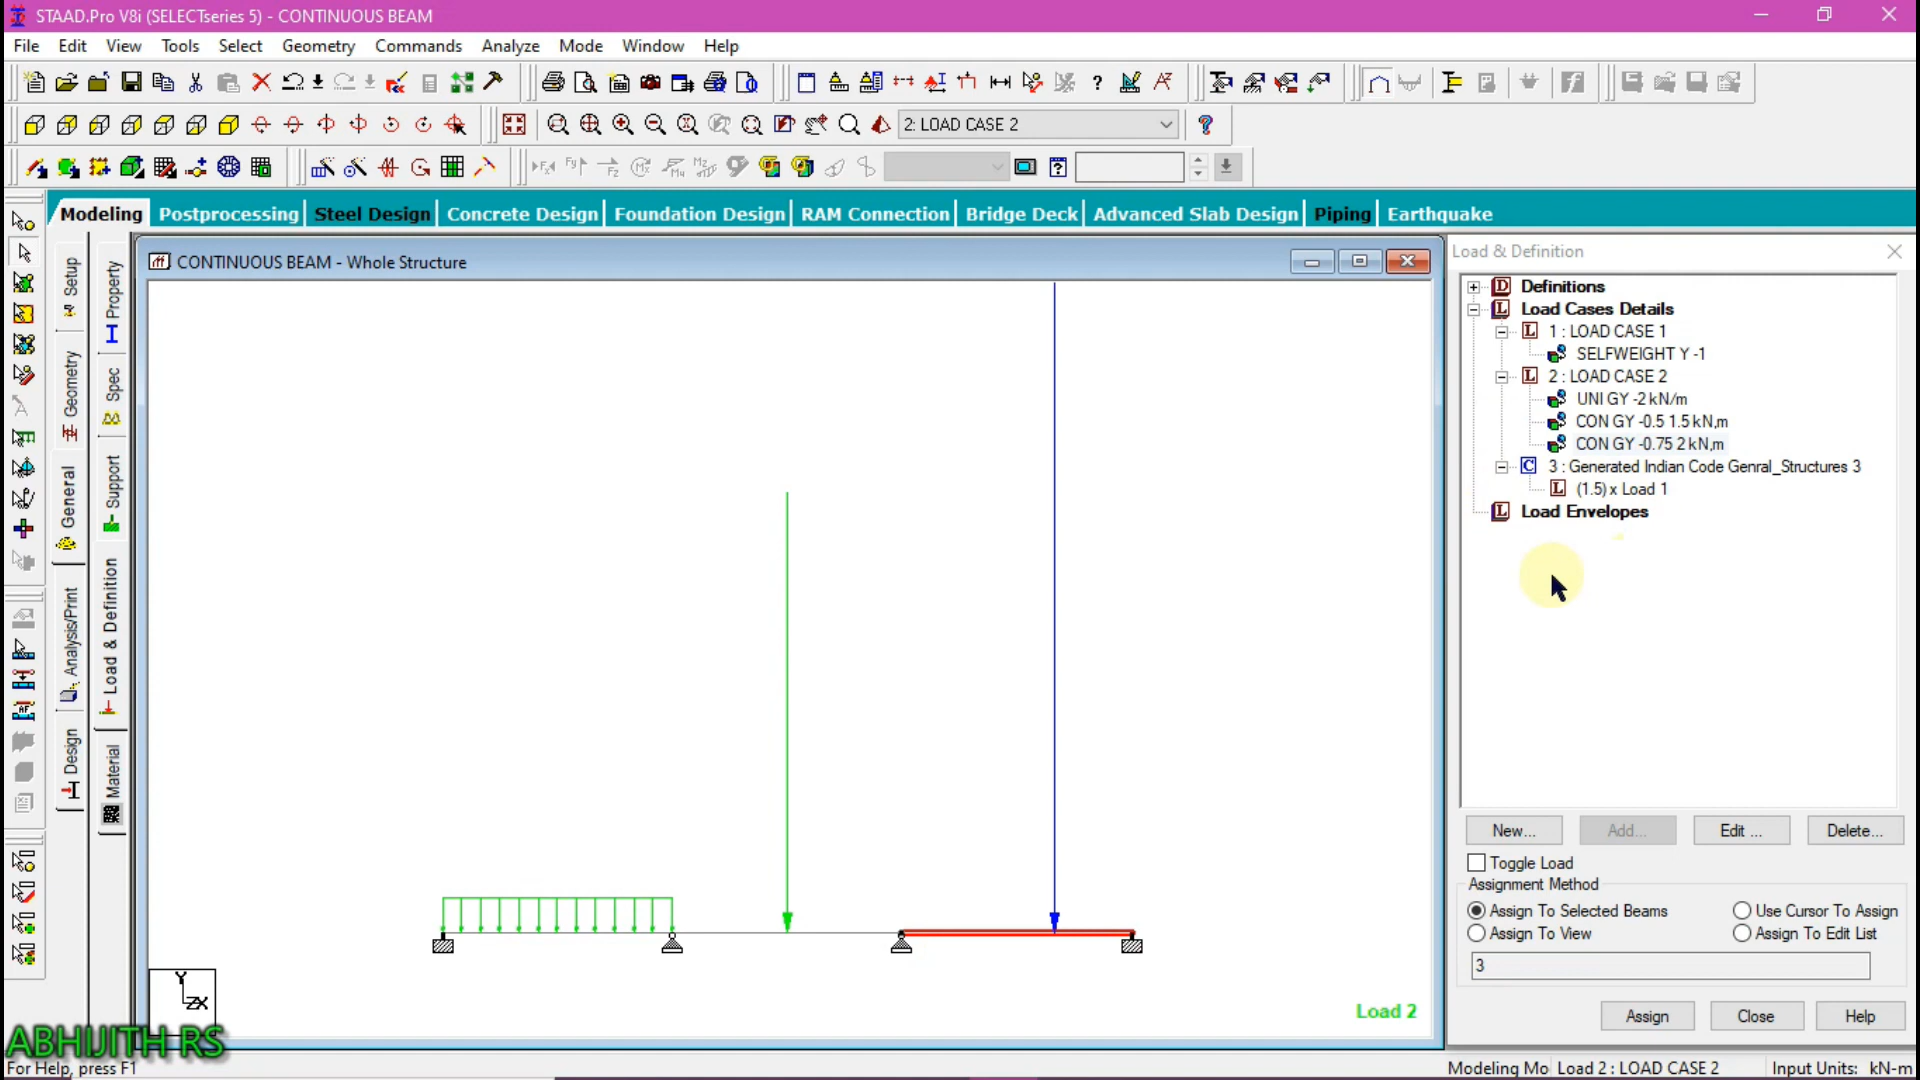 STAAD.Pro V8i (SELECTseries 5) - CONTINUOUS BEAM
File Edit View Tools Select Geometry Commands Analyze Mode Window Help
2: LOAD CASE 2
Modeling Postprocessing Steel Design Concrete Design Foundation Design RAM Connection Bridge Deck Advanced Slab Design Piping Earthquake
Setup
Geometry
General
Analysis/Print
Design
Property
Spec
Support
Load & Definition
Material
CONTINUOUS BEAM - Whole Structure
Load 2
Y
ZX
Load & Definition
Definitions
Load Cases Details
1 : LOAD CASE 1
SELFWEIGHT Y -1
2 : LOAD CASE 2
UNI GY -2 kN/m
CON GY -0.5 1.5 kN,m
CON GY -0.75 2 kN,m
3 : Generated Indian Code Genral_Structures 3
(1.5) x Load 1
Load Envelopes
New... Add... Edit ... Delete...
Toggle Load
Assignment Method
Assign To Selected Beams Use Cursor To Assign
Assign To View Assign To Edit List
3
Assign Close Help
ABHIJITH RS
For Help, press F1
Modeling Mo Load 2 : LOAD CASE 2 Input Units: kN-m